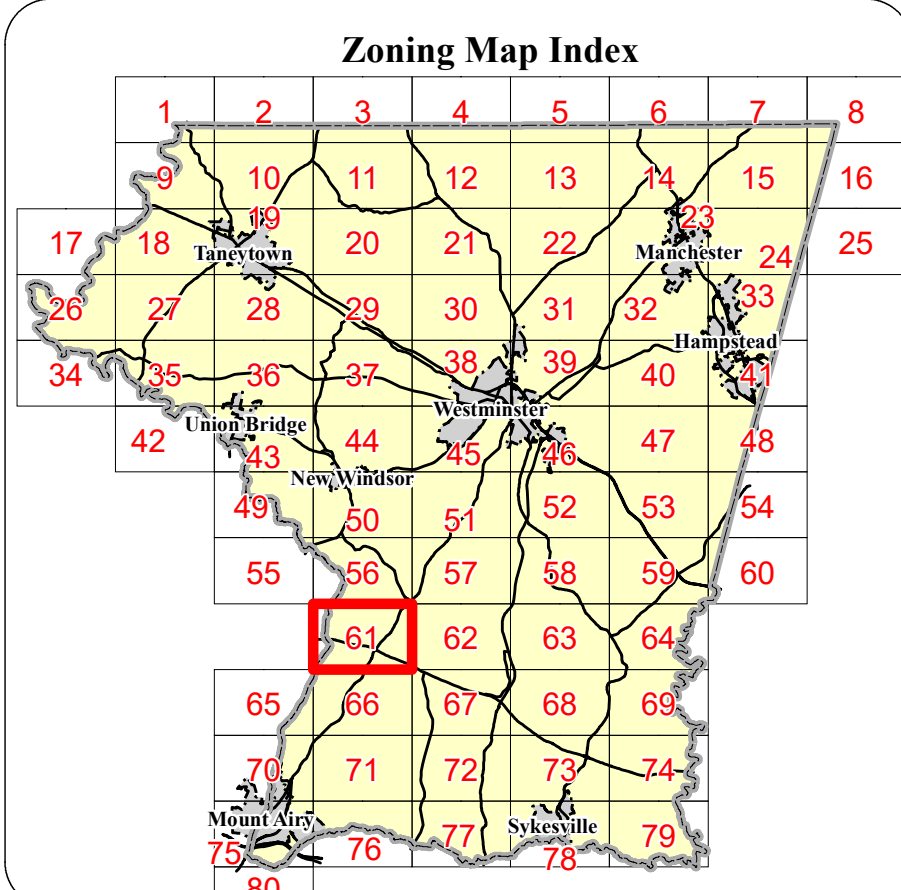 Zoning Map Index
1 2 3 4 5 6 7 8
9 10 11 12 13 14 15 16
17 18 19 20 21 22 23 24 25
Taneytown
Manchester
26 27 28 29 30 31 32 33
Hampstead
34 35 36 37 38 39 40 41
Westminster
Union Bridge
42 43 44 45 46 47 48
New Windsor
49 50 51 52 53 54
55 56 57 58 59 60
61 62 63 64
65 66 67 68 69
70 71 72 73 74
Mount Airy
Sykesville
75 76 77 78 79
80